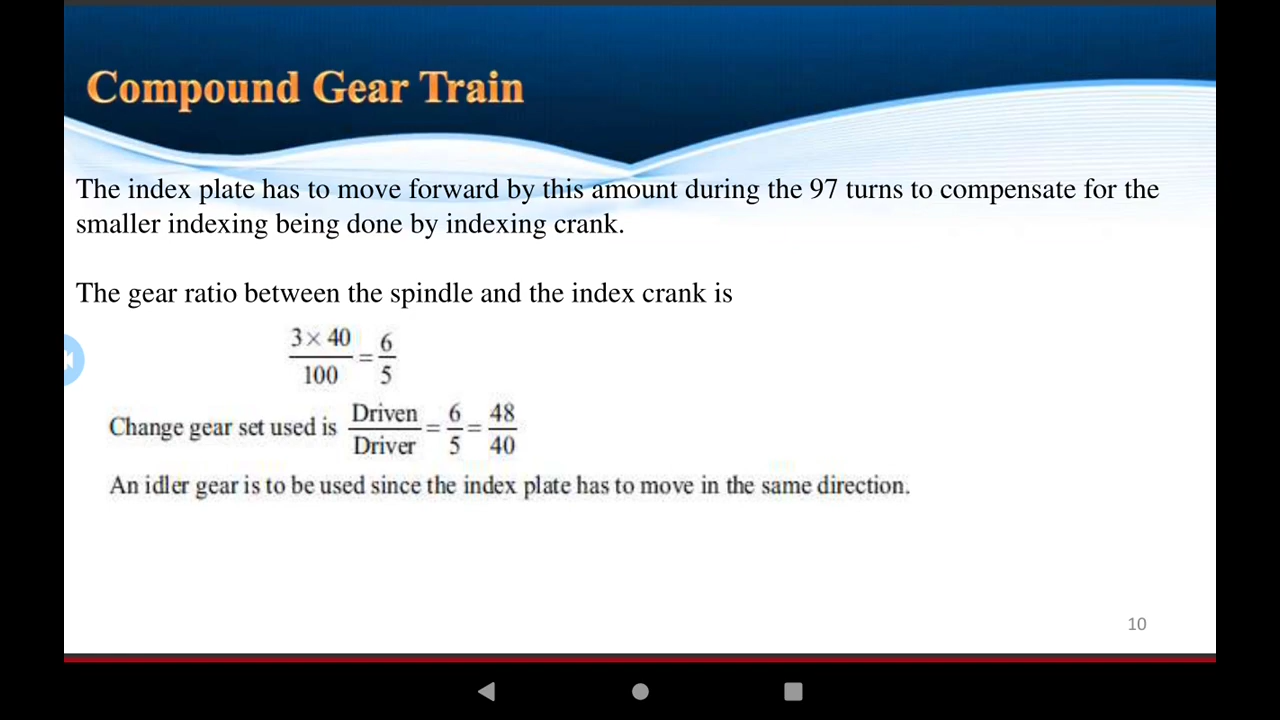 Compound Gear Train
The index plate has to move forward by this amount during the 97 turns to compensate for the
smaller indexing being done by indexing crank.
The gear ratio between the spindle and the index crank is
3 × 40 / 100 = 6 / 5
Change gear set used is Driven / Driver = 6 / 5 = 48 / 40
An idler gear is to be used since the index plate has to move in the same direction.
10